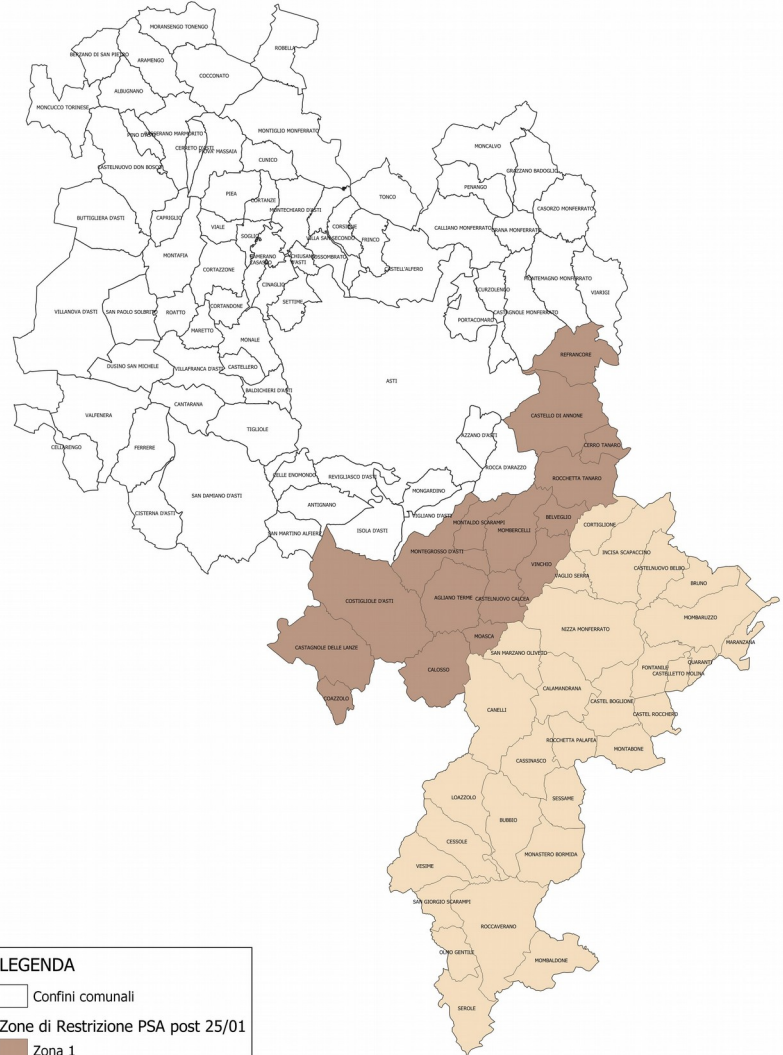 MORANSENGO TONENGO
ROBELLA
BERZANO DI SAN PIETRO
ARAMENGO
COCCONATO
ALBUGNANO
MONCUCCO TORINESE
PINO D'ASTI
PASSERANO MARMORITO
MONTIGLIO MONFERRATO
CERRETO D'ASTI
PIOVA' MASSAIA
CUNICO
CASTELNUOVO DON BOSCO
MONCALVO
GRAZZANO BADOGLIO
PENANGO
PIEA
CORTANZE
TONCO
MONTECHIARO D'ASTI
CASORZO MONFERRATO
BUTTIGLIERA D'ASTI
CAPRIGLIO
VIALE
CORSIONE
CALLIANO MONFERRATO
GRANA MONFERRATO
SOGLIO
VILLA SAN SECONDO
FRINCO
MONTAFIA
CAMERANO CASASCO
CHIUSANO D'ASTI
COSSOMBRATO
CORTAZZONE
CASTELL'ALFERO
MONTEMAGNO MONFERRATO
CINAGLIO
SCURZOLENGO
VIARIGI
SETTIME
VILLANOVA D'ASTI
SAN PAOLO SOLBRITO
ROATTO
CORTANDONE
CASTAGNOLE MONFERRATO
PORTACOMARO
MARETTO
MONALE
REFRANCORE
DUSINO SAN MICHELE
VILLAFRANCA D'ASTI
CASTELLERO
ASTI
BALDICHIERI D'ASTI
CANTARANA
VALFENERA
CASTELLO DI ANNONE
TIGLIOLE
AZZANO D'ASTI
CERRO TANARO
CELLARENGO
FERRERE
ROCCA D'ARAZZO
CELLE ENOMONDO
REVIGLIASCO D'ASTI
ROCCHETTA TANARO
SAN DAMIANO D'ASTI
MONGARDINO
ANTIGNANO
CISTERNA D'ASTI
VIGLIANO D'ASTI
BELVEGLIO
MONTALDO SCARAMPI
CORTIGLIONE
SAN MARTINO ALFIERI
ISOLA D'ASTI
MOMBERCELLI
MONTEGROSSO D'ASTI
INCISA SCAPACCINO
VINCHIO
CASTELNUOVO BELBO
VAGLIO SERRA
BRUNO
COSTIGLIOLE D'ASTI
AGLIANO TERME
CASTELNUOVO CALCEA
MOMBARUZZO
NIZZA MONFERRATO
MOASCA
MARANZANA
CASTAGNOLE DELLE LANZE
SAN MARZANO OLIVETO
QUARANTI
CALOSSO
FONTANILE
CASTELLETTO MOLINA
CALAMANDRANA
COAZZOLO
CASTEL BOGLIONE
CANELLI
CASTEL ROCCHERO
ROCCHETTA PALAFEA
MONTABONE
CASSINASCO
LOAZZOLO
SESSAME
BUBBIO
CESSOLE
MONASTERO BORMIDA
VESIME
SAN GIORGIO SCARAMPI
ROCCAVERANO
OLMO GENTILE
MOMBALDONE
SEROLE
LEGENDA
Confini comunali
Zone di Restrizione PSA post 25/01
Zona 1